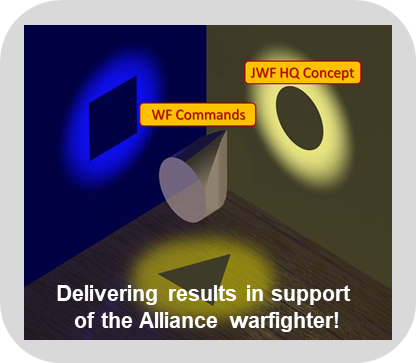 JWF HQ Concept
WF Commands
Delivering results in support
of the Alliance warfighter!